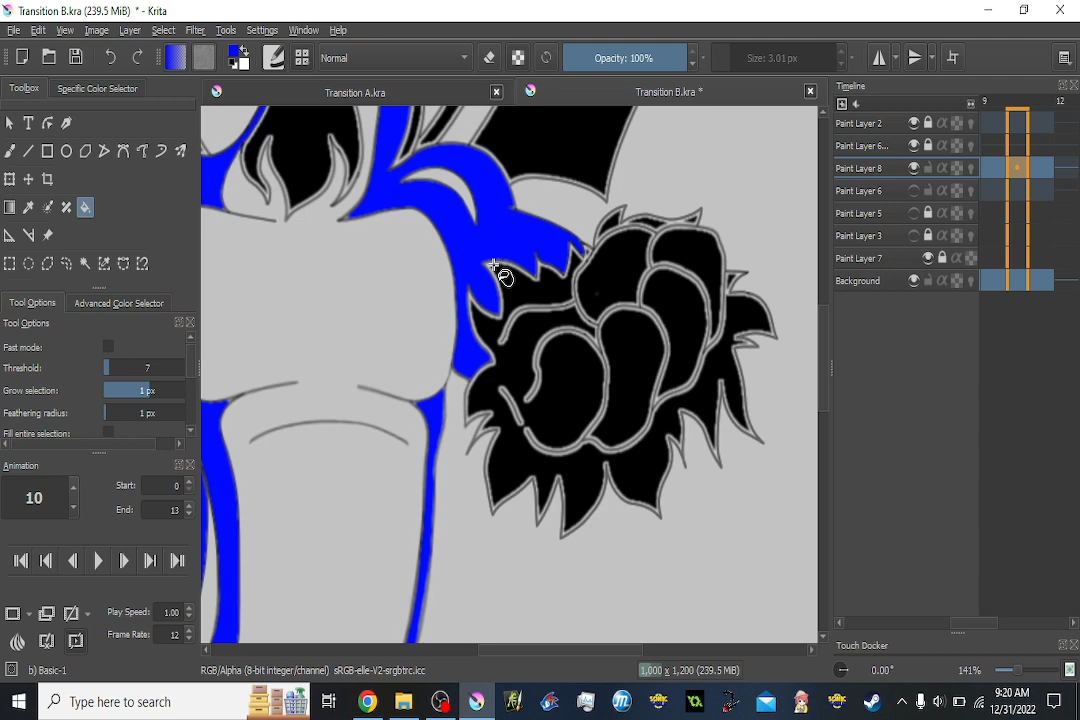 Transition B.kra (239.5 MiB) * - Krita
File Edit View Image Layer Select Filter Tools Settings Window Help
Normal
Opacity: 100%
Size: 3.01 px
Toolbox
Specific Color Selector
Transition A.kra
Transition B.kra *
Timeline
9
12
Paint Layer 2
Paint Layer 6...
Paint Layer 8
Paint Layer 6
Paint Layer 5
Paint Layer 3
Paint Layer 7
Background
Tool Options
Advanced Color Selector
Tool Options
Fast mode:
Threshold:
7
Grow selection:
1 px
Feathering radius:
1 px
Fill entire selection:
Animation
10
Start:
0
End:
13
Play Speed:
1.00
Frame Rate:
12
b) Basic-1
RGB/Alpha (8-bit integer/channel) sRGB-elle-V2-srgbtrc.icc
1,000 x 1,200 (239.5 MiB)
Touch Docker
0.00°
141%
Type here to search
9:20 AM
12/31/2022